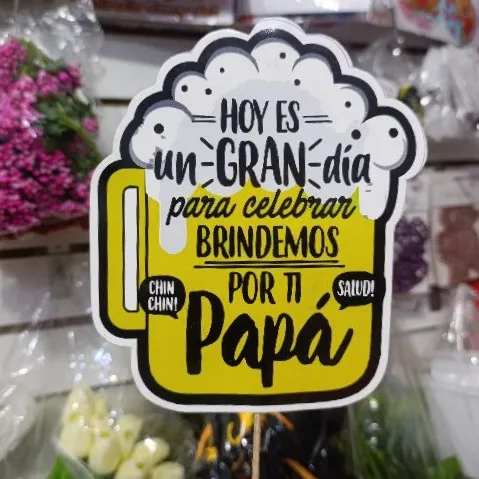 HOY ES
un GRAN día
para celebrar
BRINDEMOS
POR TI
CHIN
CHIN!
SALUD!
Papá